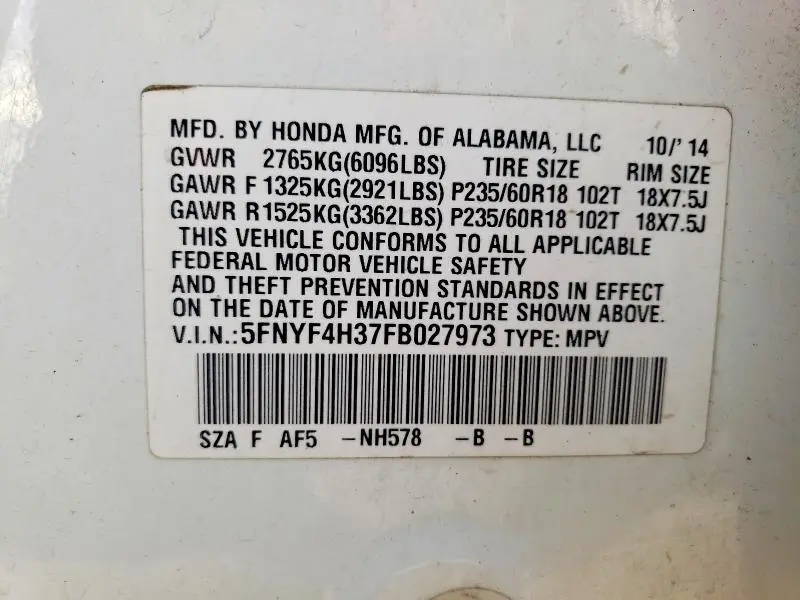 MFD. BY HONDA MFG. OF ALABAMA, LLC 10/'14
GVWR 2765KG(6096LBS) TIRE SIZE RIM SIZE
GAWR F 1325KG(2921LBS) P235/60R18 102T 18X7.5J
GAWR R1525KG(3362LBS) P235/60R18 102T 18X7.5J
THIS VEHICLE CONFORMS TO ALL APPLICABLE
FEDERAL MOTOR VEHICLE SAFETY
AND THEFT PREVENTION STANDARDS IN EFFECT
ON THE DATE OF MANUFACTURE SHOWN ABOVE.
V.I.N.:5FNYF4H37FB027973 TYPE: MPV
SZA F AF5 -NH578 -B -B